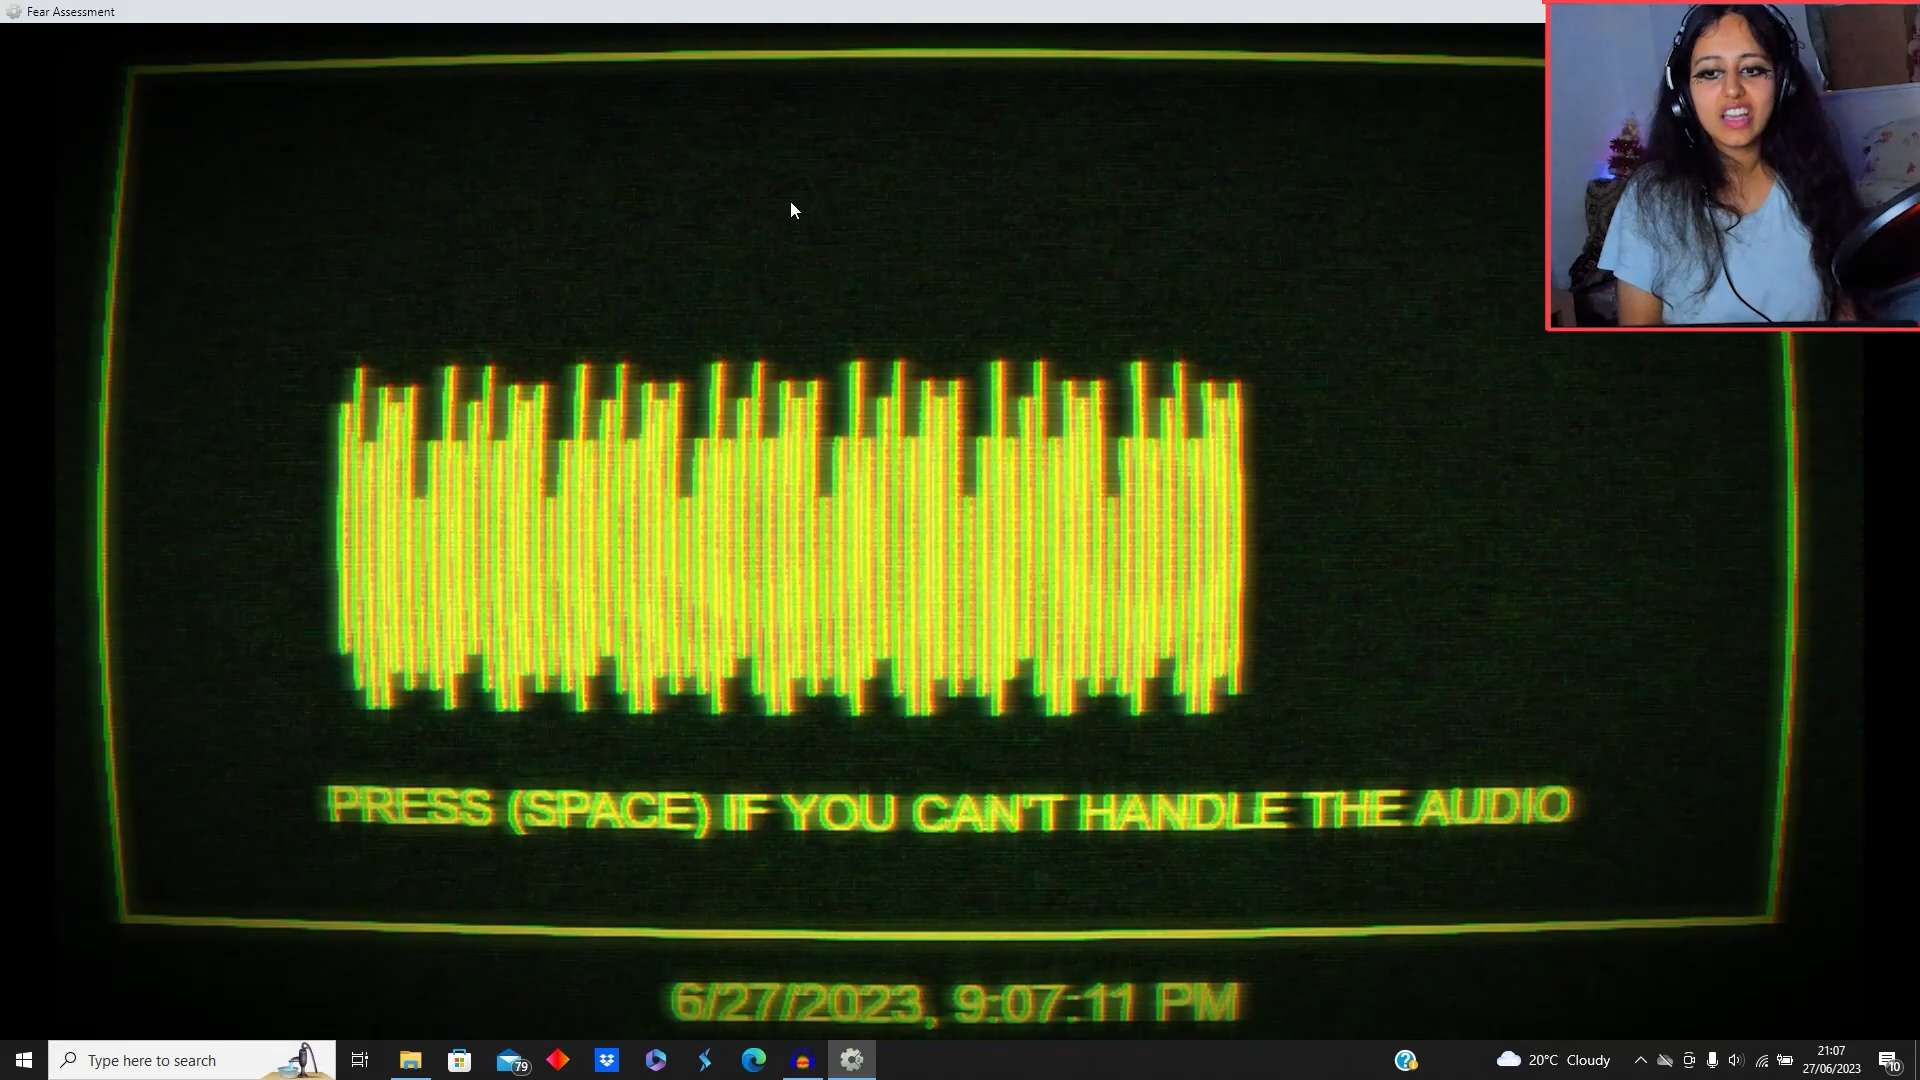 Fear Assessment
PRESS (SPACE) IF YOU CAN'T HANDLE THE AUDIO
6/27/2023, 9:07:11 PM
Type here to search
79
20°C Cloudy
21:07
27/06/2023
10